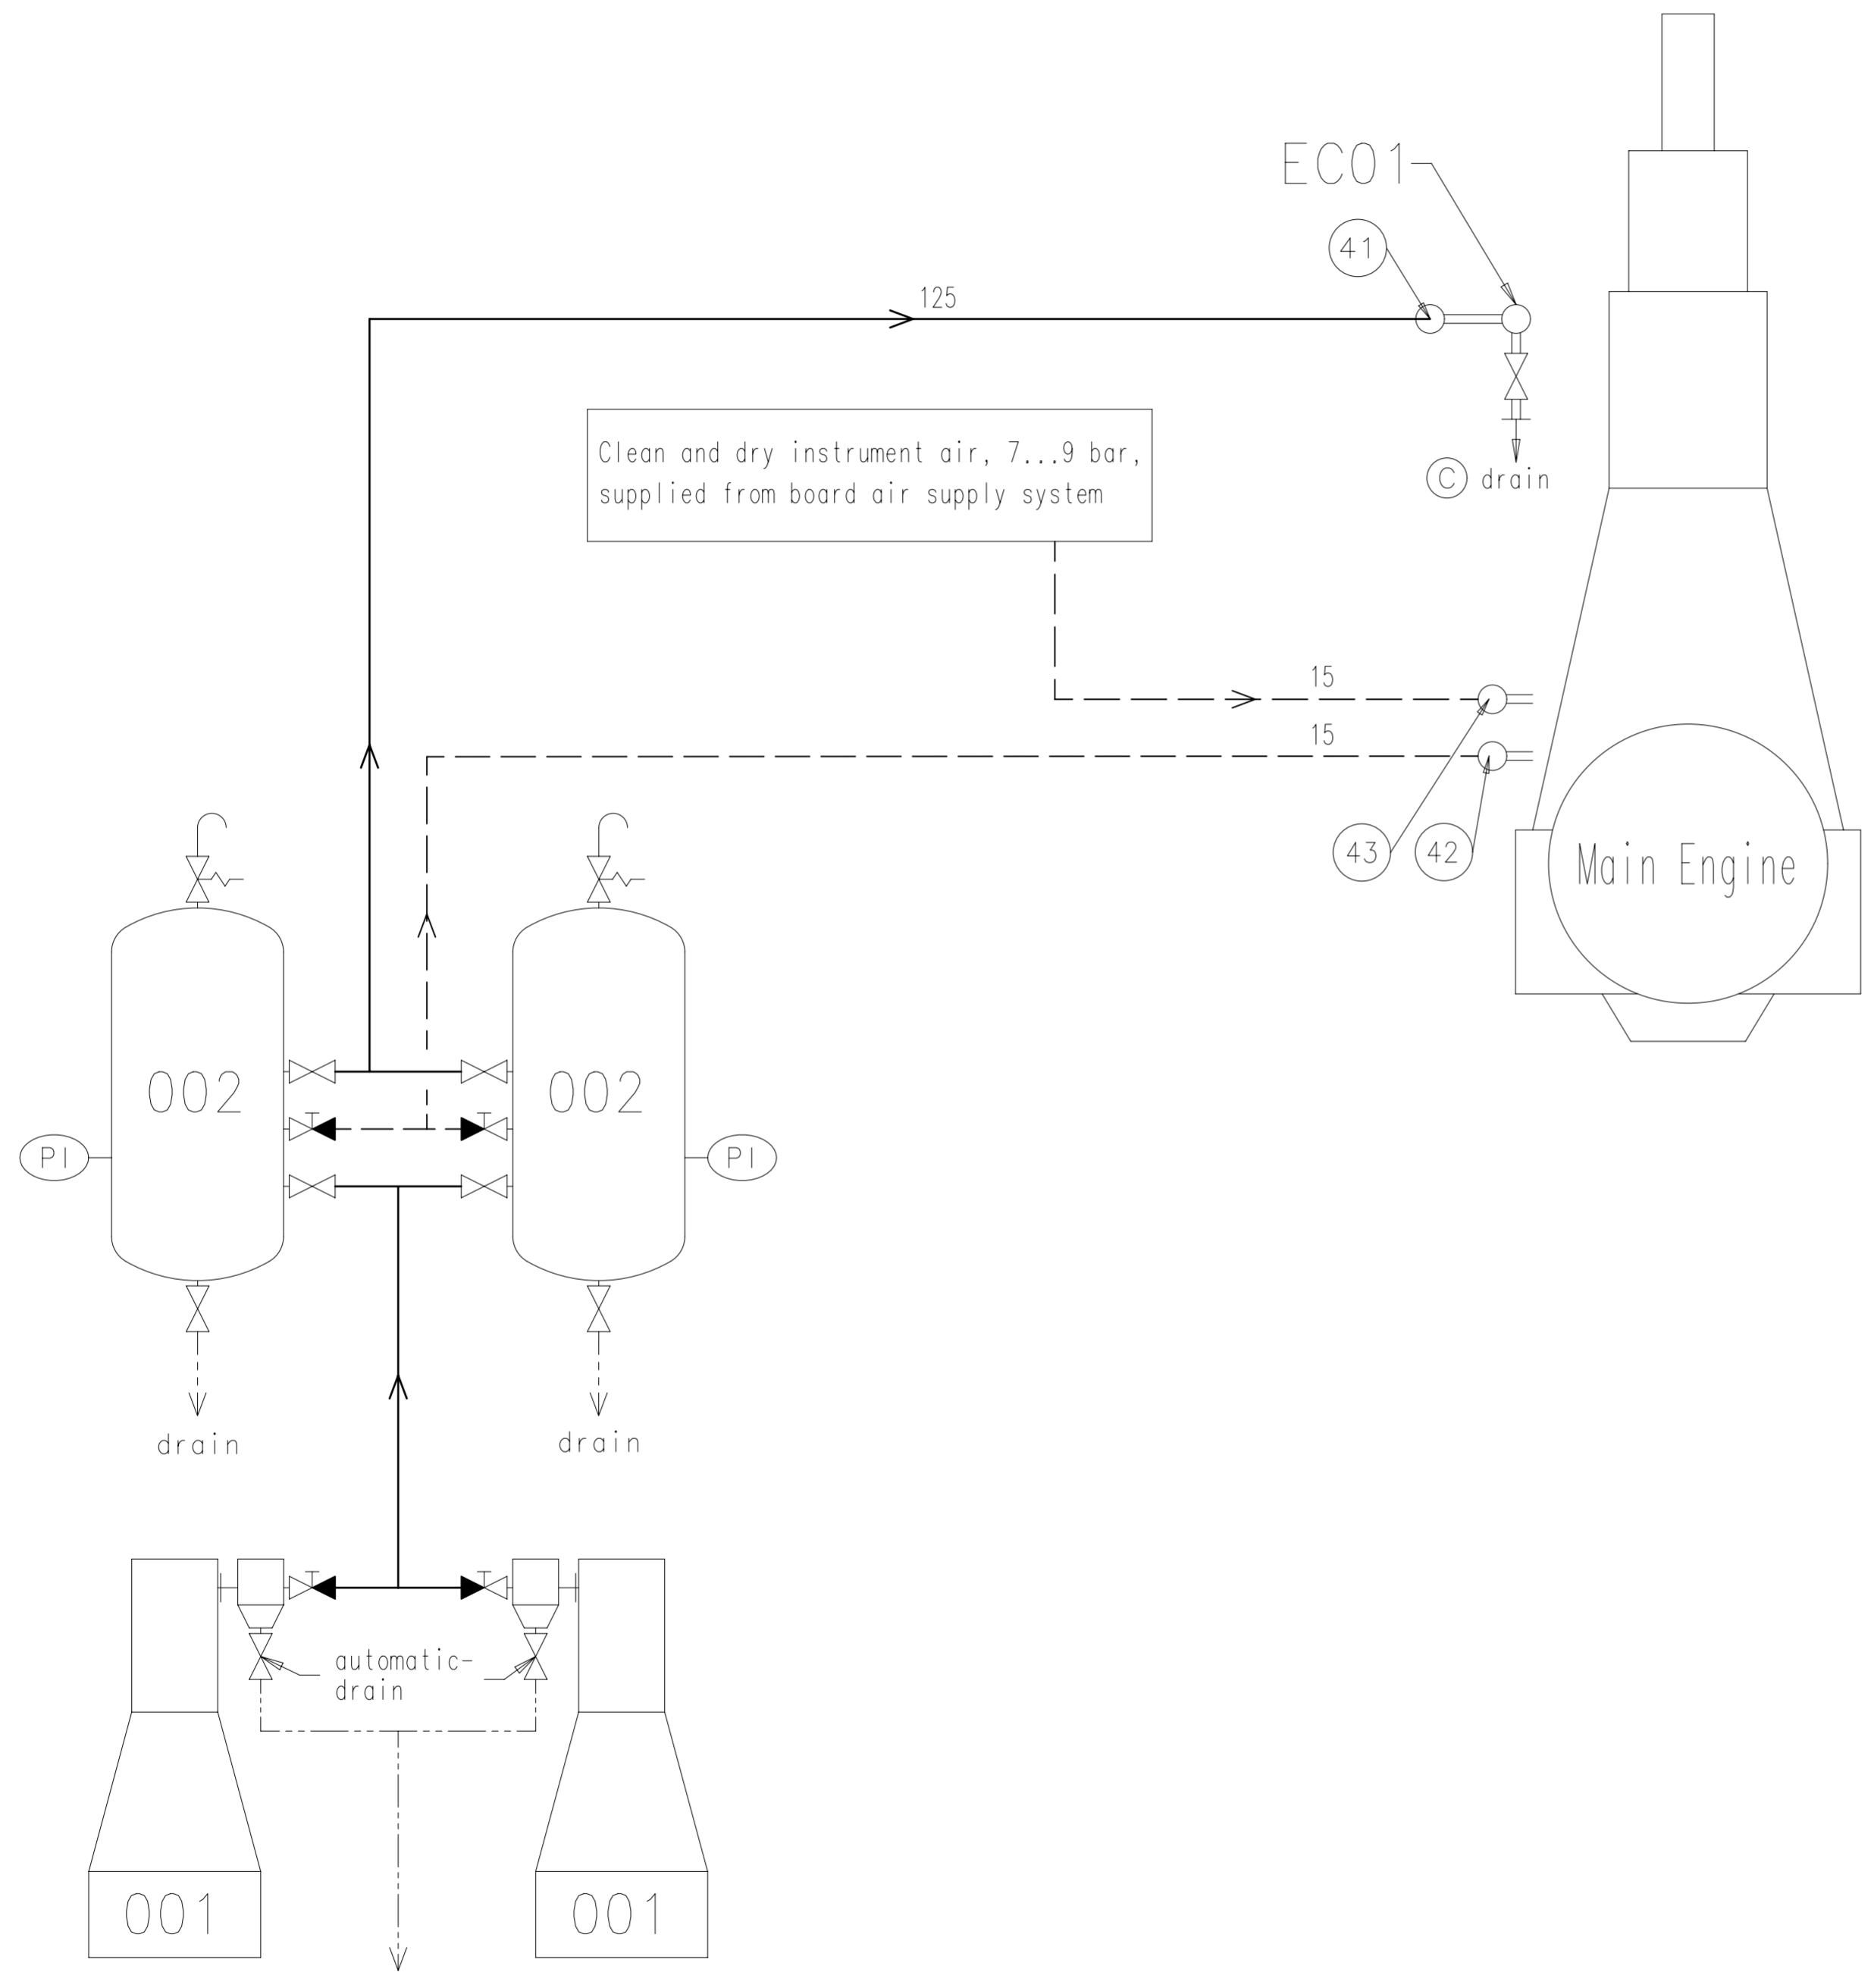 EC01
41
125
Clean and dry instrument air, 7...9 bar,
supplied from board air supply system
C drain
15
15
43 42
Main Engine
002 002
PI PI
drain drain
automatic-
drain
001 001